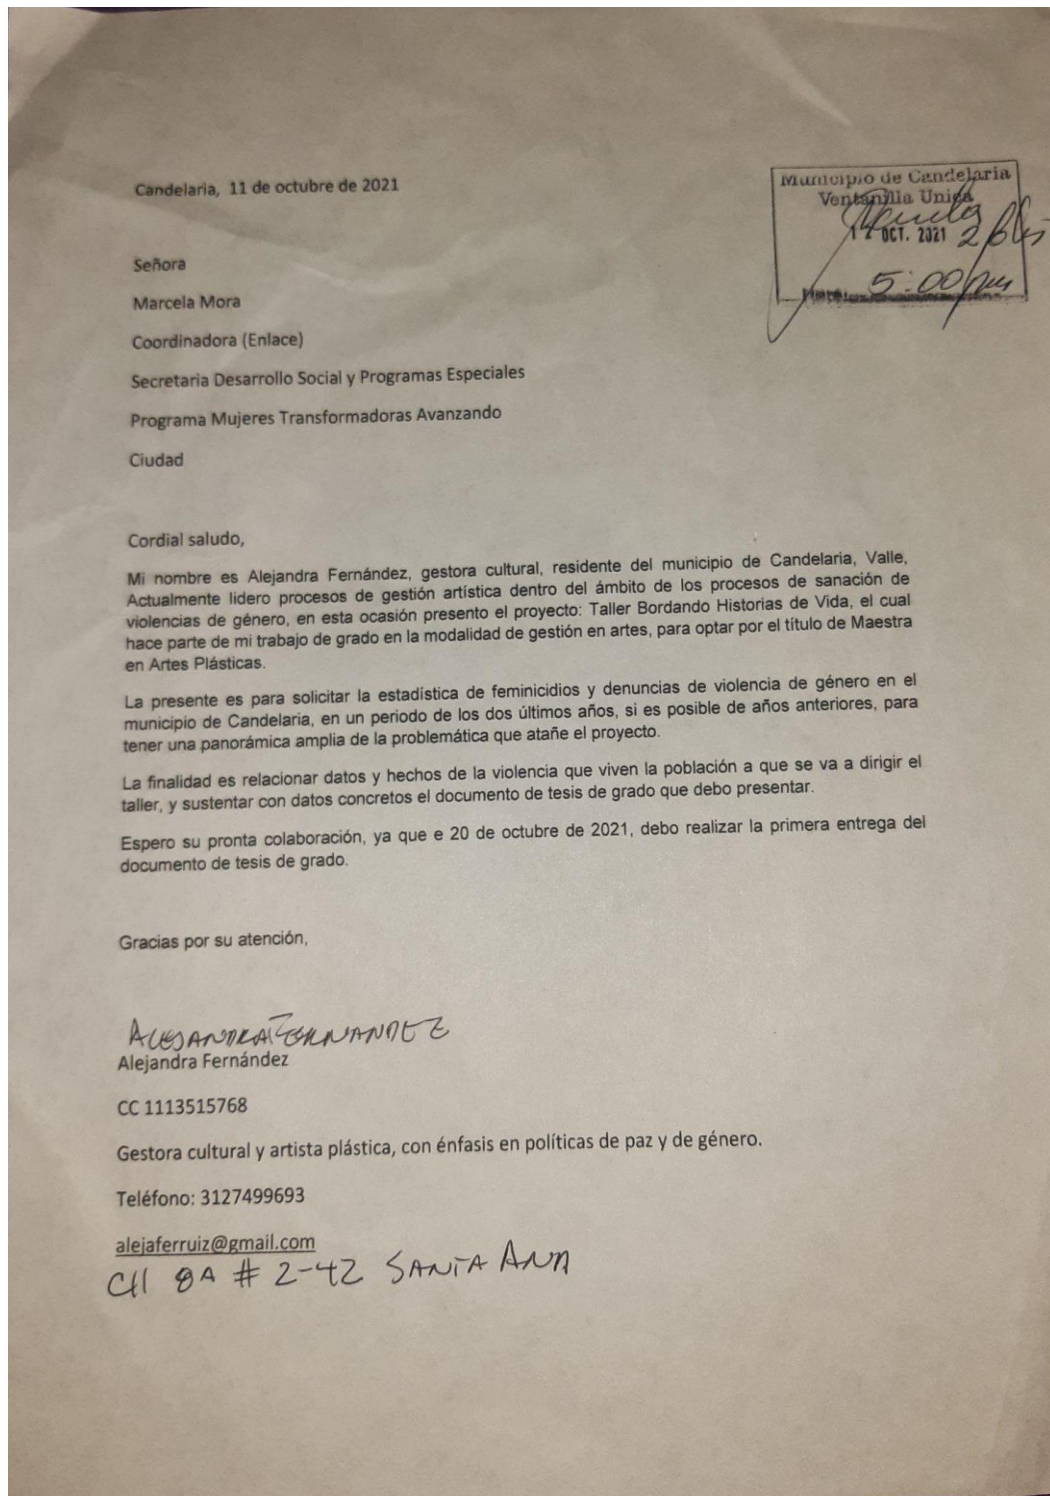 Candelaria, 11 de octubre de 2021
Municipio de Candelaria
Ventanilla Unica
OCT. 2021
5:00 pm
Señora
Marcela Mora
Coordinadora (Enlace)
Secretaria Desarrollo Social y Programas Especiales
Programa Mujeres Transformadoras Avanzando
Ciudad
Cordial saludo,
Mi nombre es Alejandra Fernández, gestora cultural, residente del municipio de Candelaria, Valle,
Actualmente lidero procesos de gestión artística dentro del ámbito de los procesos de sanación de
violencias de género, en esta ocasión presento el proyecto: Taller Bordando Historias de Vida, el cual
hace parte de mi trabajo de grado en la modalidad de gestión en artes, para optar por el título de Maestra
en Artes Plásticas.
La presente es para solicitar la estadística de feminicidios y denuncias de violencia de género en el
municipio de Candelaria, en un periodo de los dos últimos años, si es posible de años anteriores, para
tener una panorámica amplia de la problemática que atañe el proyecto.
La finalidad es relacionar datos y hechos de la violencia que viven la población a que se va a dirigir el
taller, y sustentar con datos concretos el documento de tesis de grado que debo presentar.
Espero su pronta colaboración, ya que e 20 de octubre de 2021, debo realizar la primera entrega del
documento de tesis de grado.
Gracias por su atención,
ALEJANDRA FERNANDEZ
Alejandra Fernández
CC 1113515768
Gestora cultural y artista plástica, con énfasis en políticas de paz y de género.
Teléfono: 3127499693
alejaferruiz@gmail.com
Cll 8A # 2-42 SANTA ANA